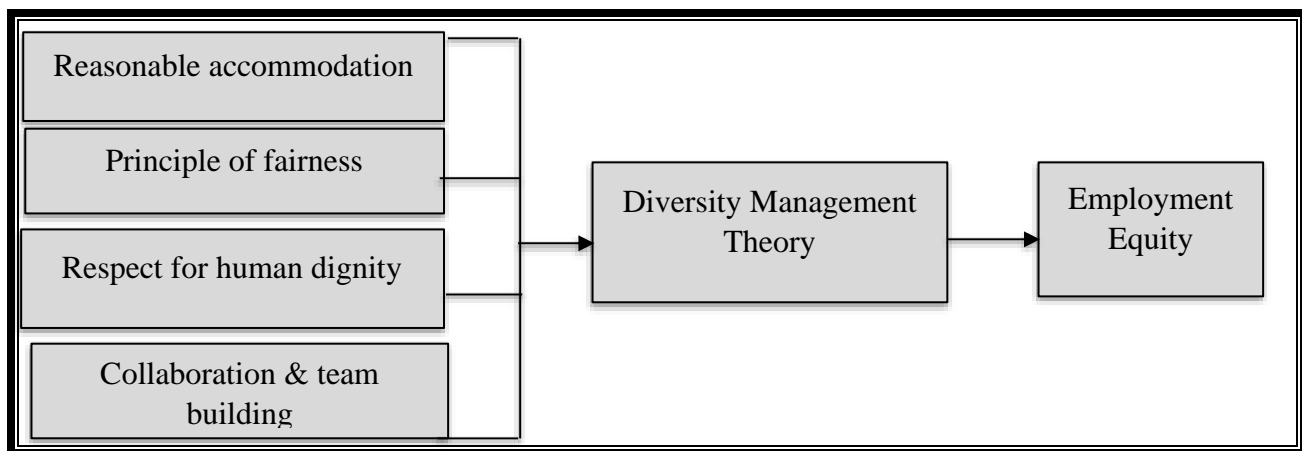 Reasonable accommodation
Principle of fairness
Respect for human dignity
Collaboration & team
building
Diversity Management
Theory
Employment
Equity